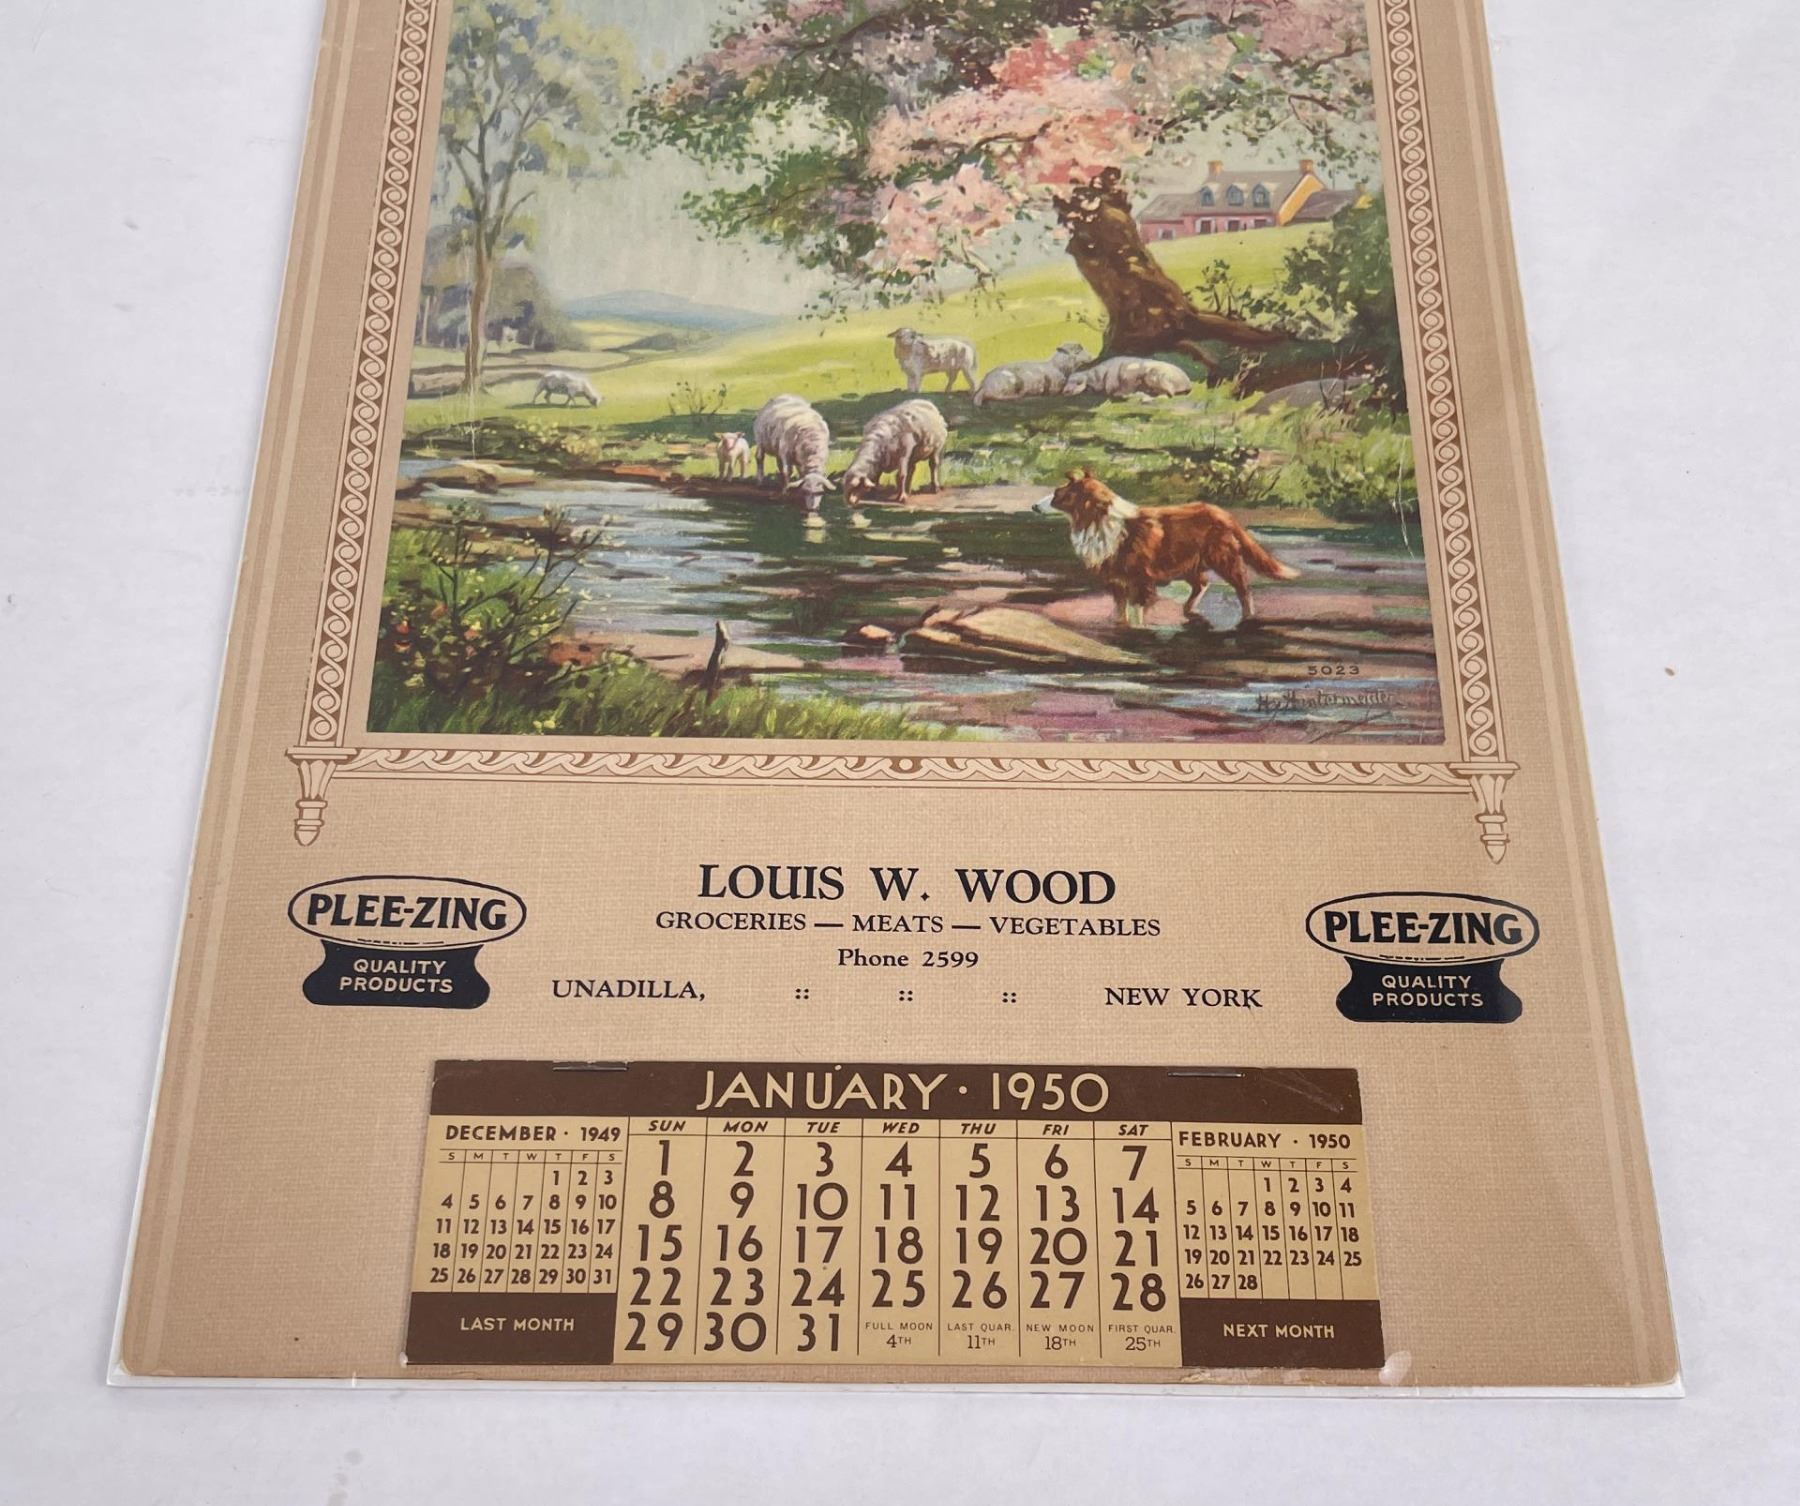 5023
Hy Hintermeister
LOUIS W. WOOD
GROCERIES — MEATS — VEGETABLES
Phone 2599
UNADILLA, :: :: :: NEW YORK
PLEE-ZING
QUALITY
PRODUCTS
PLEE-ZING
QUALITY
PRODUCTS
JANUARY · 1950
DECEMBER · 1949
S M T W T F S
1 2 3
4 5 6 7 8 9 10
11 12 13 14 15 16 17
18 19 20 21 22 23 24
25 26 27 28 29 30 31
LAST MONTH
SUN MON TUE WED THU FRI SAT
1 2 3 4 5 6 7
8 9 10 11 12 13 14
15 16 17 18 19 20 21
22 23 24 25 26 27 28
29 30 31
FULL MOON 4TH
LAST QUAR. 11TH
NEW MOON 18TH
FIRST QUAR. 25TH
FEBRUARY · 1950
S M T W T F S
1 2 3 4
5 6 7 8 9 10 11
12 13 14 15 16 17 18
19 20 21 22 23 24 25
26 27 28
NEXT MONTH